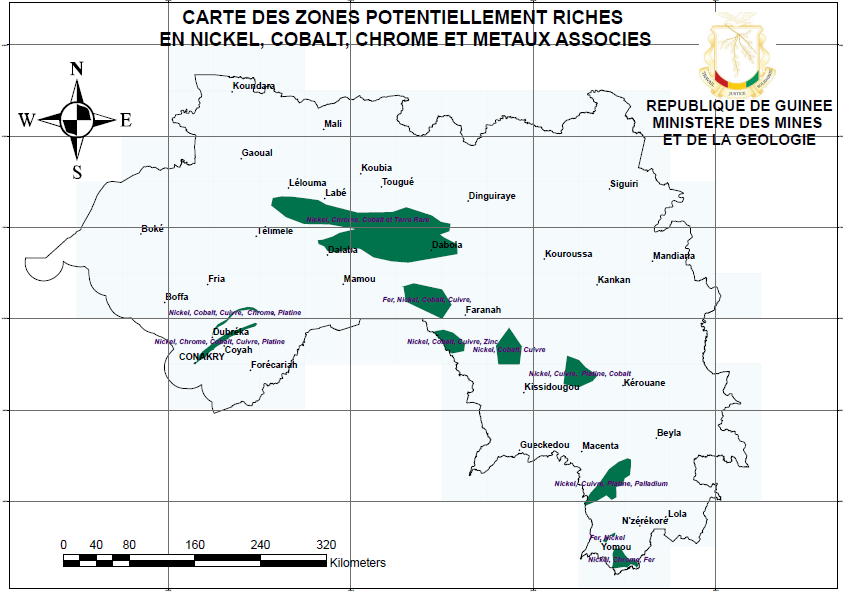 CARTE DES ZONES POTENTIELLEMENT RICHES
EN NICKEL, COBALT, CHROME ET METAUX ASSOCIES
JUSTICE
REPUBLIQUE DE GUINEE
MINISTERE DES MINES
ET DE LA GEOLOGIE
N
W
E
S
Koundara
Mali
Gaoual
Koubia
Lélouma
Tougué
Labé
Dinguiraye
Siguiri
Nickel, Chrome, Cobalt et Terre Rare
Boké
Télimélé
Dalaba
Dabola
Kouroussa
Mandiana
Fria
Mamou
Kankan
Boffa
Fer, Nickel, Cobalt, Cuivre,
Nickel, Cobalt, Cuivre, Chrome, Platine
Faranah
Dubréka
Nickel, Chrome, Cobalt, Cuivre, Platine
Nickel, Cobalt, Cuivre, Zinc
Coyah
Nickel, Cobalt, Cuivre
CONAKRY
Forécariah
Nickel, Cuivre, Platine, Cobalt
Kissidougou
Kérouane
Beyla
Gueckedou
Macenta
Nickel, Cuivre, Platine, Palladium
Lola
N'zérékoré
Fer, Nickel
Yomou
Nickel, Chrome, Fer
0 40 80 160 240 320
Kilometers